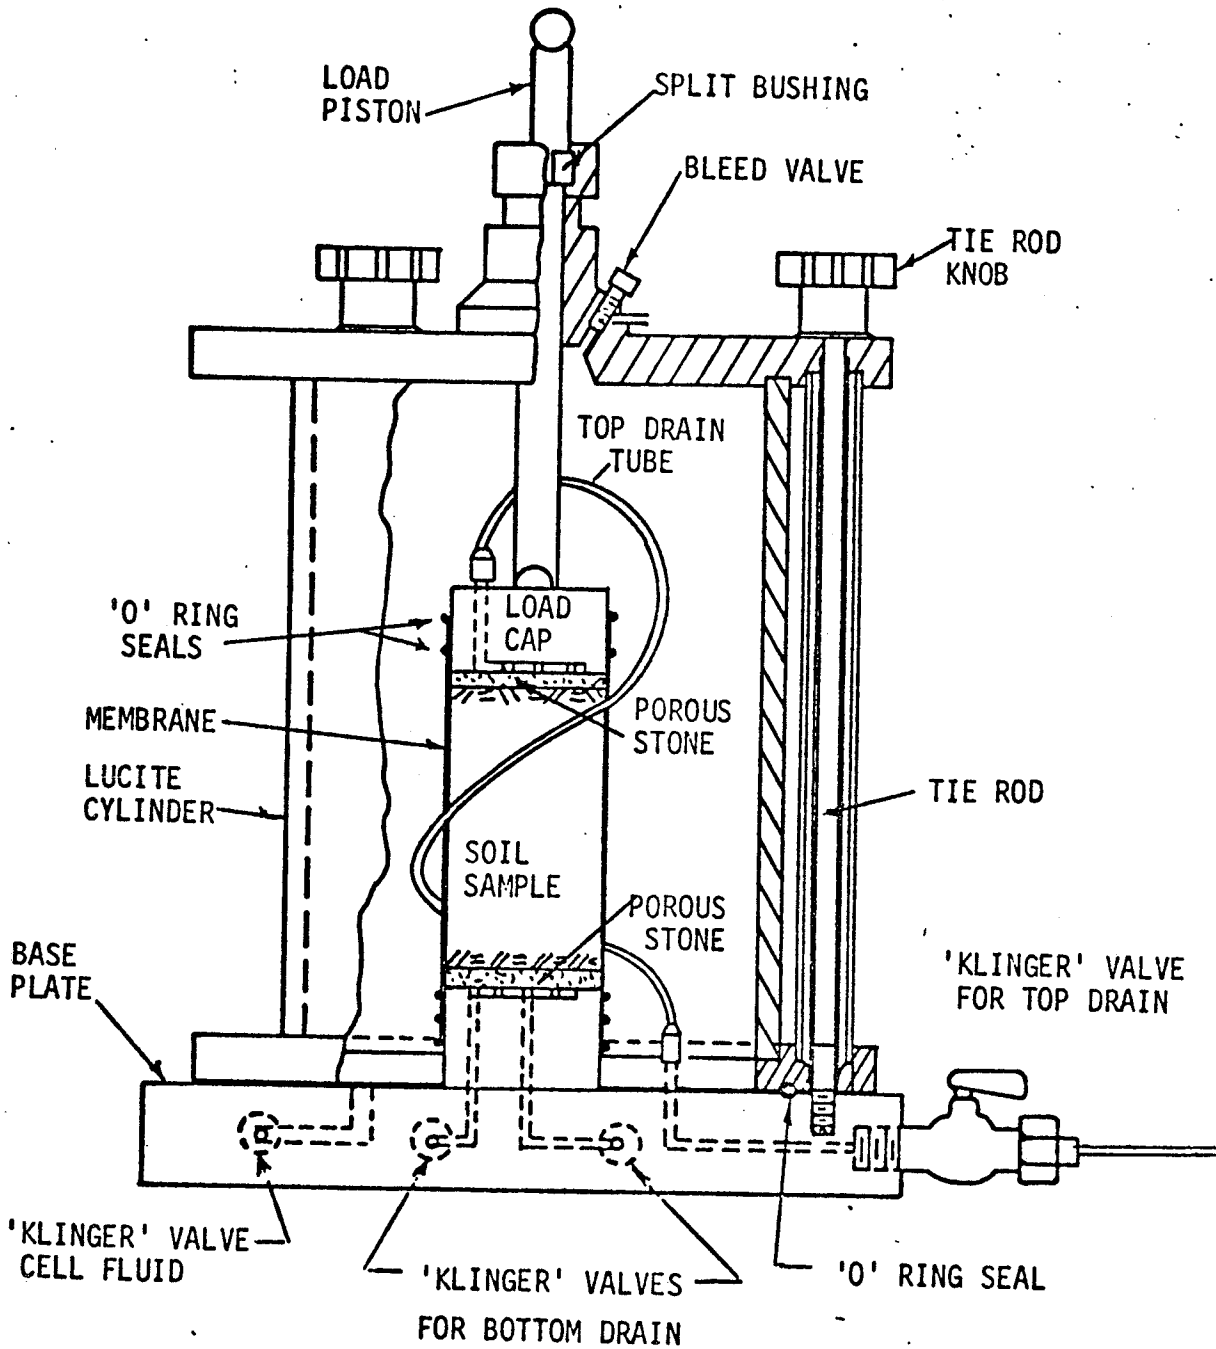 LOAD
PISTON
SPLIT BUSHING
BLEED VALVE
TIE ROD
KNOB
TOP DRAIN
TUBE
'O' RING
SEALS
LOAD
CAP
MEMBRANE
POROUS
STONE
LUCITE
CYLINDER
TIE ROD
SOIL
SAMPLE
POROUS
STONE
BASE
PLATE
'KLINGER' VALVE
FOR TOP DRAIN
'KLINGER' VALVE
CELL FLUID
'KLINGER' VALVES
FOR BOTTOM DRAIN
'O' RING SEAL